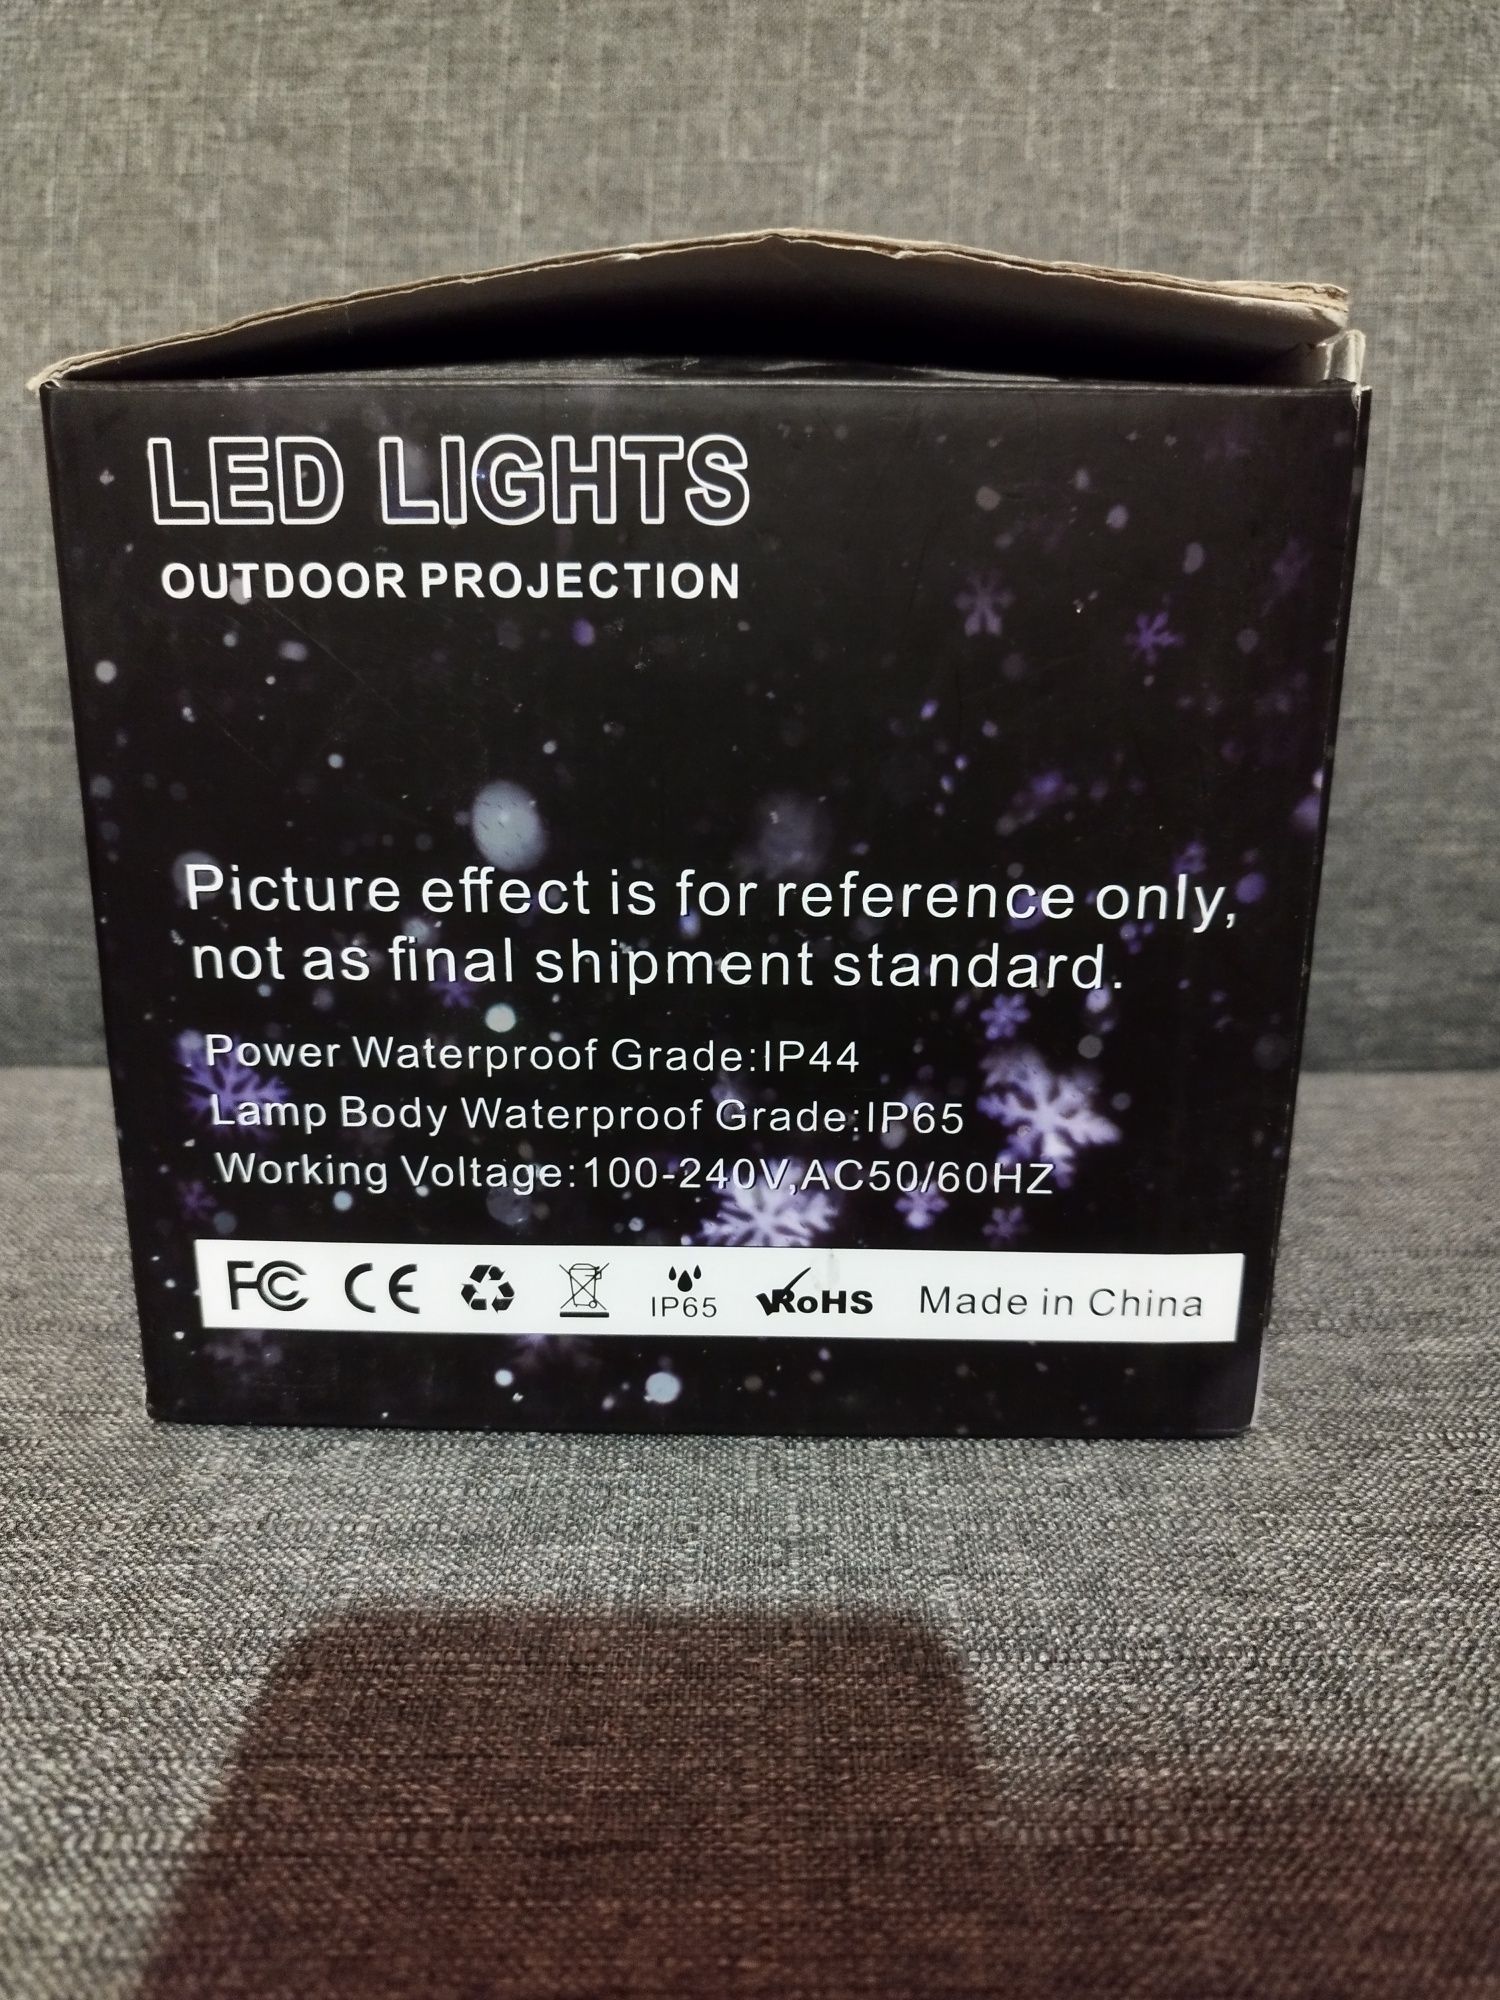 LED LIGHTS
OUTDOOR PROJECTION
Picture effect is for reference only,
not as final shipment standard.
Power Waterproof Grade:IP44
Lamp Body Waterproof Grade:IP65
Working Voltage:100-240V,AC50/60HZ
FC CE IP65 RoHS Made in China